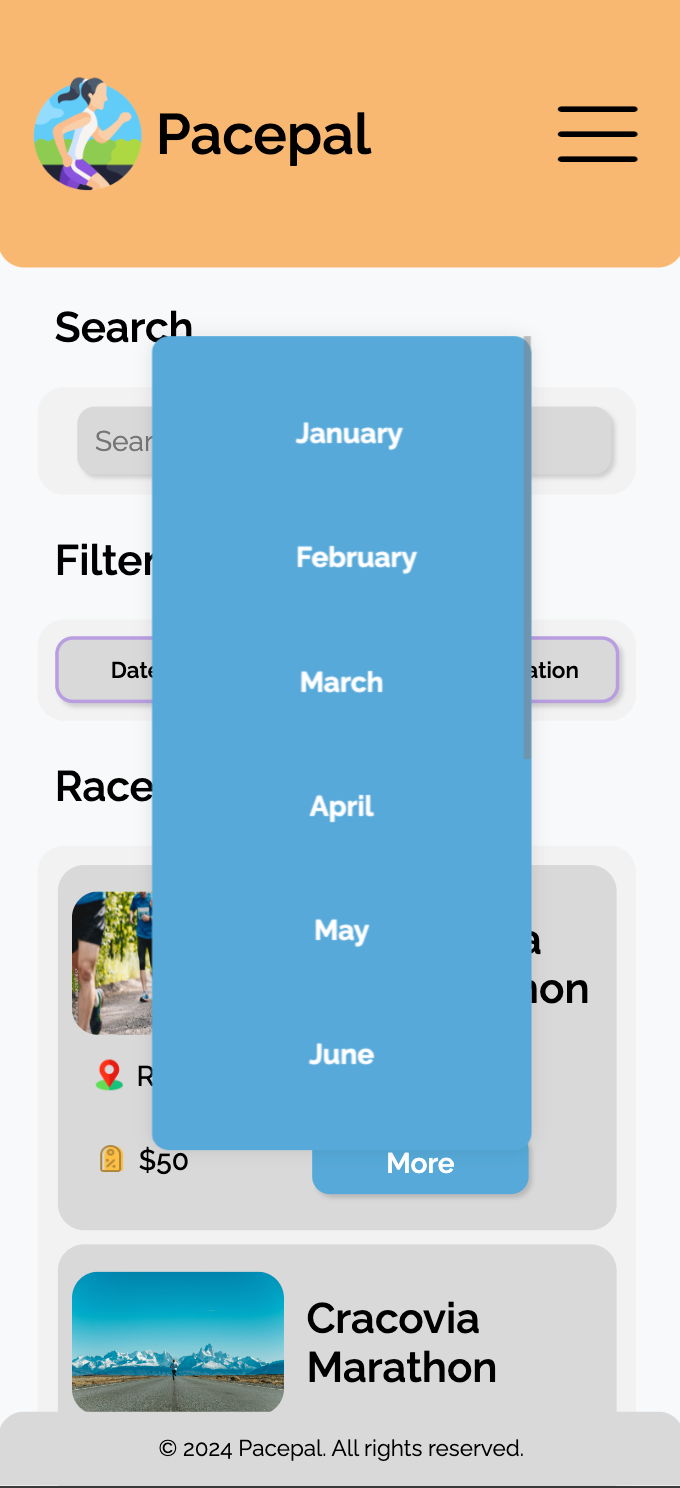 Pacepal
Search
January
Sear
February
Filter
March
Date
ation
Race
April
May
a
hon
June
R
$50
More
Cracovia
Marathon
© 2024 Pacepal. All rights reserved.